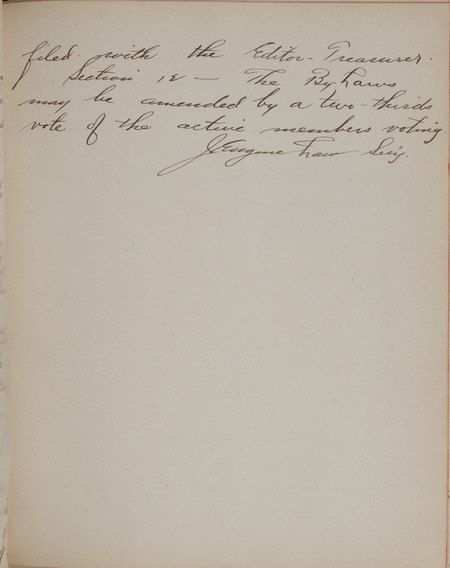 filed with the Editor-Treasurer.
Section 12 — The By Laws
may be amended by a two-thirds
vote of the active members voting.
J Eugene Law Sec'y.